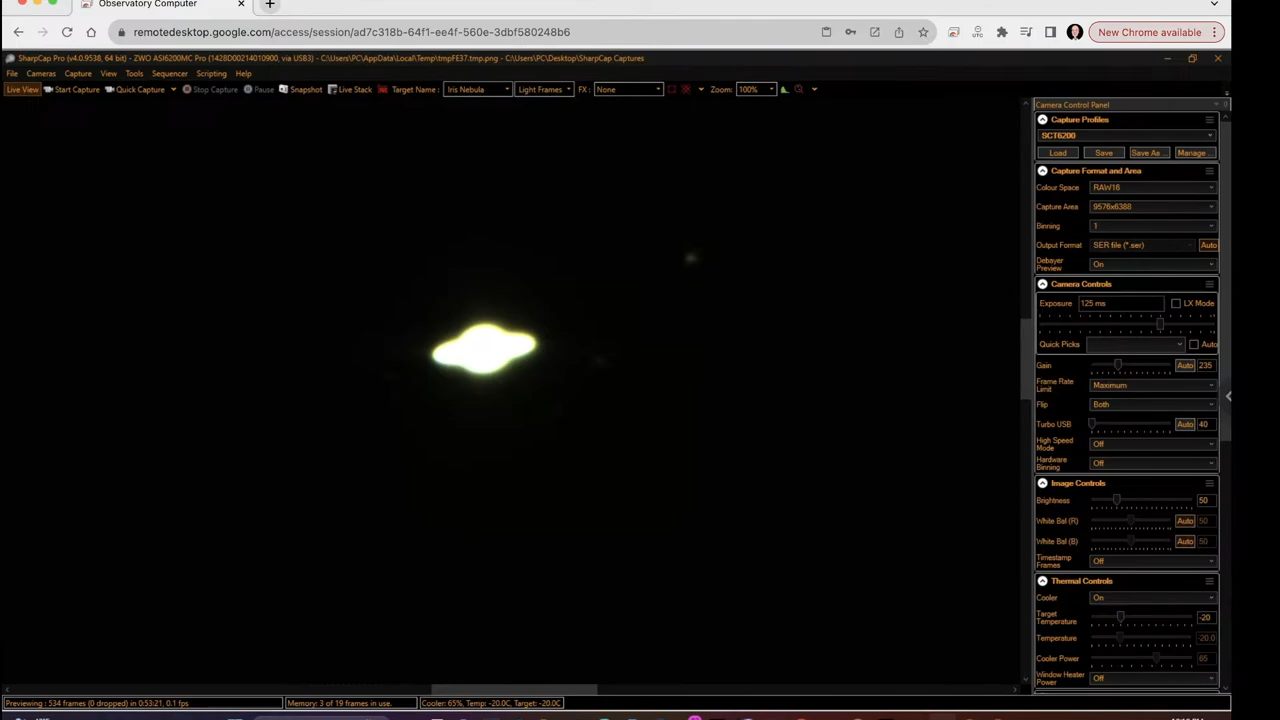 Observatory Computer
remotedesktop.google.com/access/session/ad7c318b-64f1-ee4f-560e-3dbf580248b6
New Chrome available
SharpCap Pro (v4.0.9538, 64 bit) - ZWO ASI6200MC Pro (1428D00214010900, via USB3) - C:\Users\PC\AppData\Local\Temp\tmpFE37.tmp.png - C:\Users\PC\Desktop\SharpCap Captures
File Cameras Capture View Tools Sequencer Scripting Help
Live View Start Capture Quick Capture Stop Capture Pause Snapshot Live Stack Target Name : Iris Nebula Light Frames FX : None Zoom: 100%
Camera Control Panel
Capture Profiles
SCT6200
Load Save Save As ... Manage...
Capture Format and Area
Colour Space RAW16
Capture Area 9576x6388
Binning 1
Output Format SER file (*.ser) Auto
Debayer Preview On
Camera Controls
Exposure 125 ms LX Mode
Quick Picks Auto
Gain Auto 235
Frame Rate Limit Maximum
Flip Both
Turbo USB Auto 40
High Speed Mode Off
Hardware Binning Off
Image Controls
Brightness 50
White Bal (R) Auto 50
White Bal (B) Auto 50
Timestamp Frames Off
Thermal Controls
Cooler On
Target Temperature -20
Temperature -20.0
Cooler Power 65
Window Heater Power Off
Previewing : 534 frames (0 dropped) in 0:53:21, 0.1 fps Memory: 3 of 19 frames in use. Cooler: 65%, Temp: -20.0C, Target: -20.0C